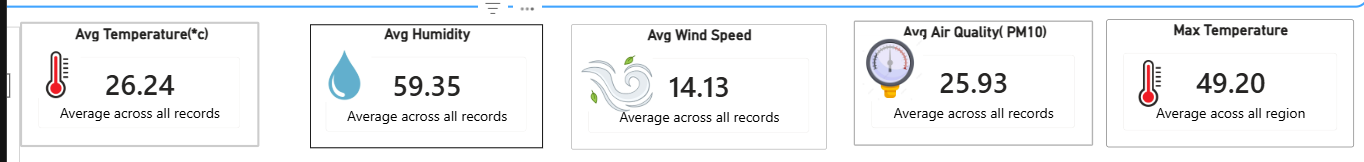 Avg Temperature(*c)
26.24
Average across all records
Avg Humidity
59.35
Average across all records
Avg Wind Speed
14.13
Average across all records
Avg Air Quality( PM10)
25.93
Average across all records
Max Temperature
49.20
Average acoss all region